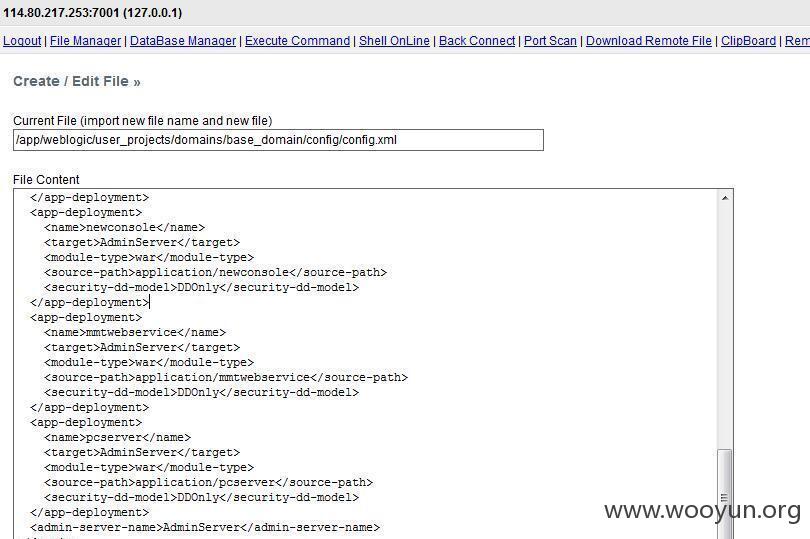 114.80.217.253:7001 (127.0.0.1)
Logout | File Manager | DataBase Manager | Execute Command | Shell OnLine | Back Connect | Port Scan | Download Remote File | ClipBoard | Rem
Create / Edit File »
Current File (import new file name and new file)
/app/weblogic/user_projects/domains/base_domain/config/config.xml
File Content
</app-deployment>
<app-deployment>
<name>newconsole</name>
<target>AdminServer</target>
<module-type>war</module-type>
<source-path>application/newconsole</source-path>
<security-dd-model>DDOnly</security-dd-model>
</app-deployment>
<app-deployment>
<name>mmtwebservice</name>
<target>AdminServer</target>
<module-type>war</module-type>
<source-path>application/mmtwebservice</source-path>
<security-dd-model>DDOnly</security-dd-model>
</app-deployment>
<app-deployment>
<name>pcserver</name>
<target>AdminServer</target>
<module-type>war</module-type>
<source-path>application/pcserver</source-path>
<security-dd-model>DDOnly</security-dd-model>
</app-deployment>
<admin-server-name>AdminServer</admin-server-name>
www.wooyun.org